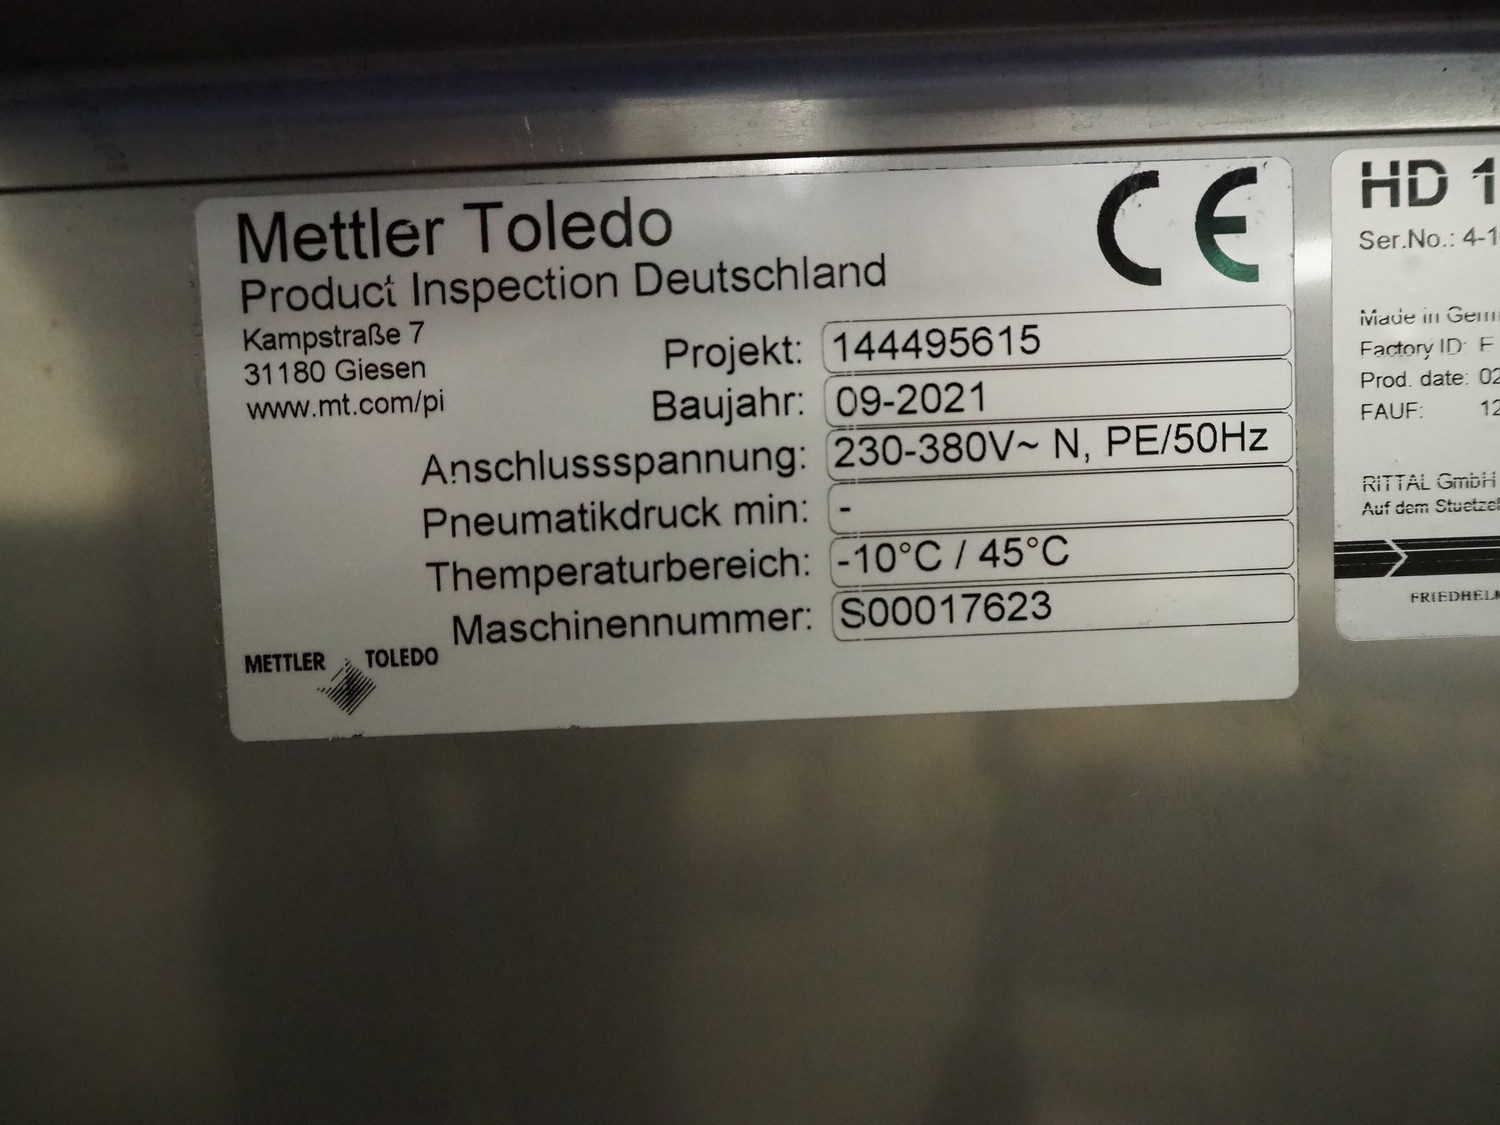 Mettler Toledo
Product Inspection Deutschland
Kampstraße 7
31180 Giesen
www.mt.com/pi
CE
Projekt: 144495615
Baujahr: 09-2021
Anschlussspannung: 230-380V~ N, PE/50Hz
Pneumatikdruck min: -
Themperaturbereich: -10°C / 45°C
Maschinennummer: S00017623
METTLER TOLEDO
HD 1
Ser.No.: 4-1
Made in Germ
Factory ID: E
Prod. date: 02
FAUF: 12
RITTAL GmbH
Auf dem Stuetzel
FRIEDHELM